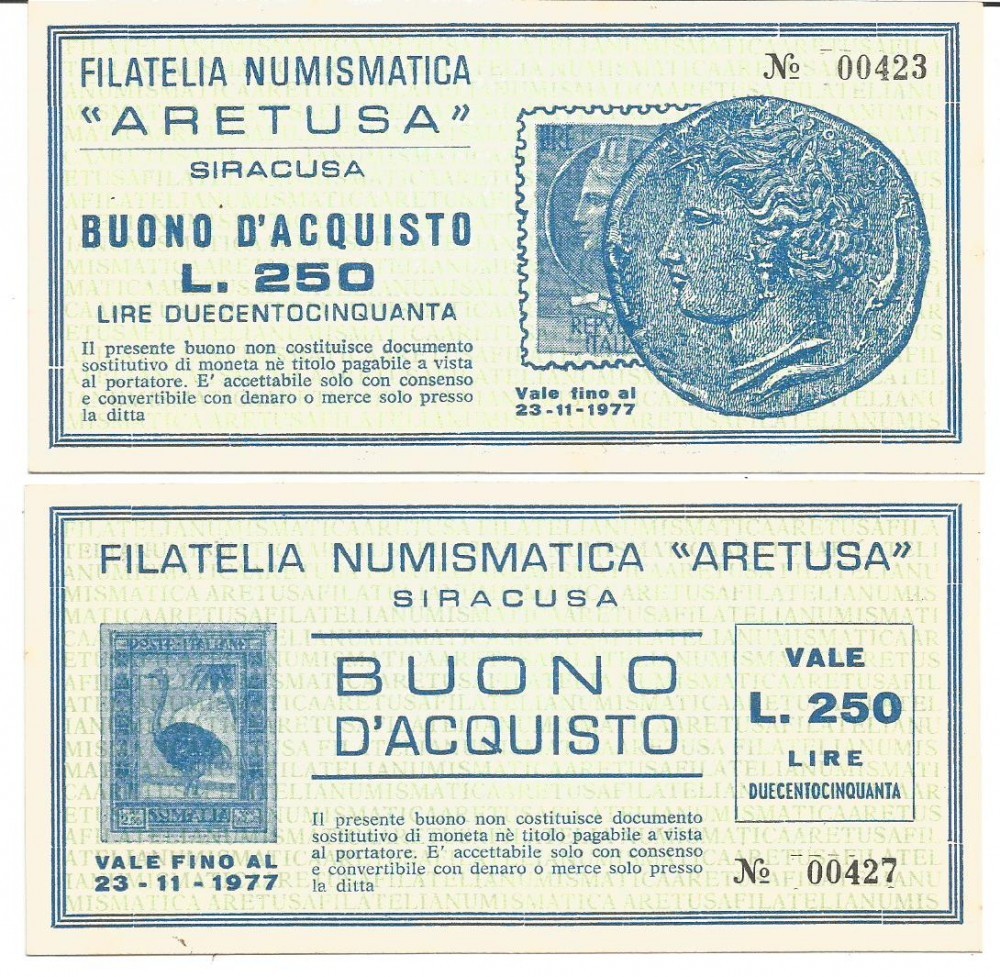 FILATELIA NUMISMATICA
Nº 00423
“ARETUSA”
SIRACUSA
BUONO D'ACQUISTO
L. 250
LIRE DUECENTOCINQUANTA
Il presente buono non costituisce documento
sostitutivo di moneta nè titolo pagabile a vista
al portatore. E' accettabile solo con consenso
e convertibile con denaro o merce solo presso
la ditta
LIRE
ITALIA
Vale fino al
23-11-1977
FILATELIA NUMISMATICA “ARETUSA”
SIRACUSA
POSTE ITALIANE
SOMALIA
VALE FINO AL
23-11-1977
BUONO
D'ACQUISTO
Il presente buono non costituisce documento
sostitutivo di moneta nè titolo pagabile a vista
al portatore. E' accettabile solo con consenso
e convertibile con denaro o merce solo presso
la ditta
VALE
L. 250
LIRE
DUECENTOCINQUANTA
Nº 00427